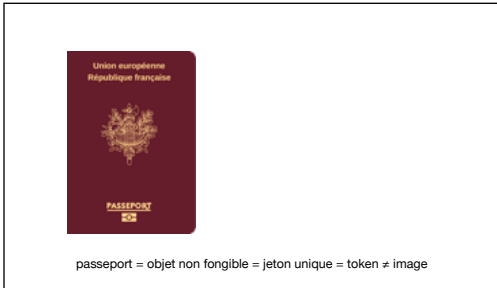 Union européenne
République française
PASSEPORT
passeport = objet non fongible = jeton unique = token ≠ image